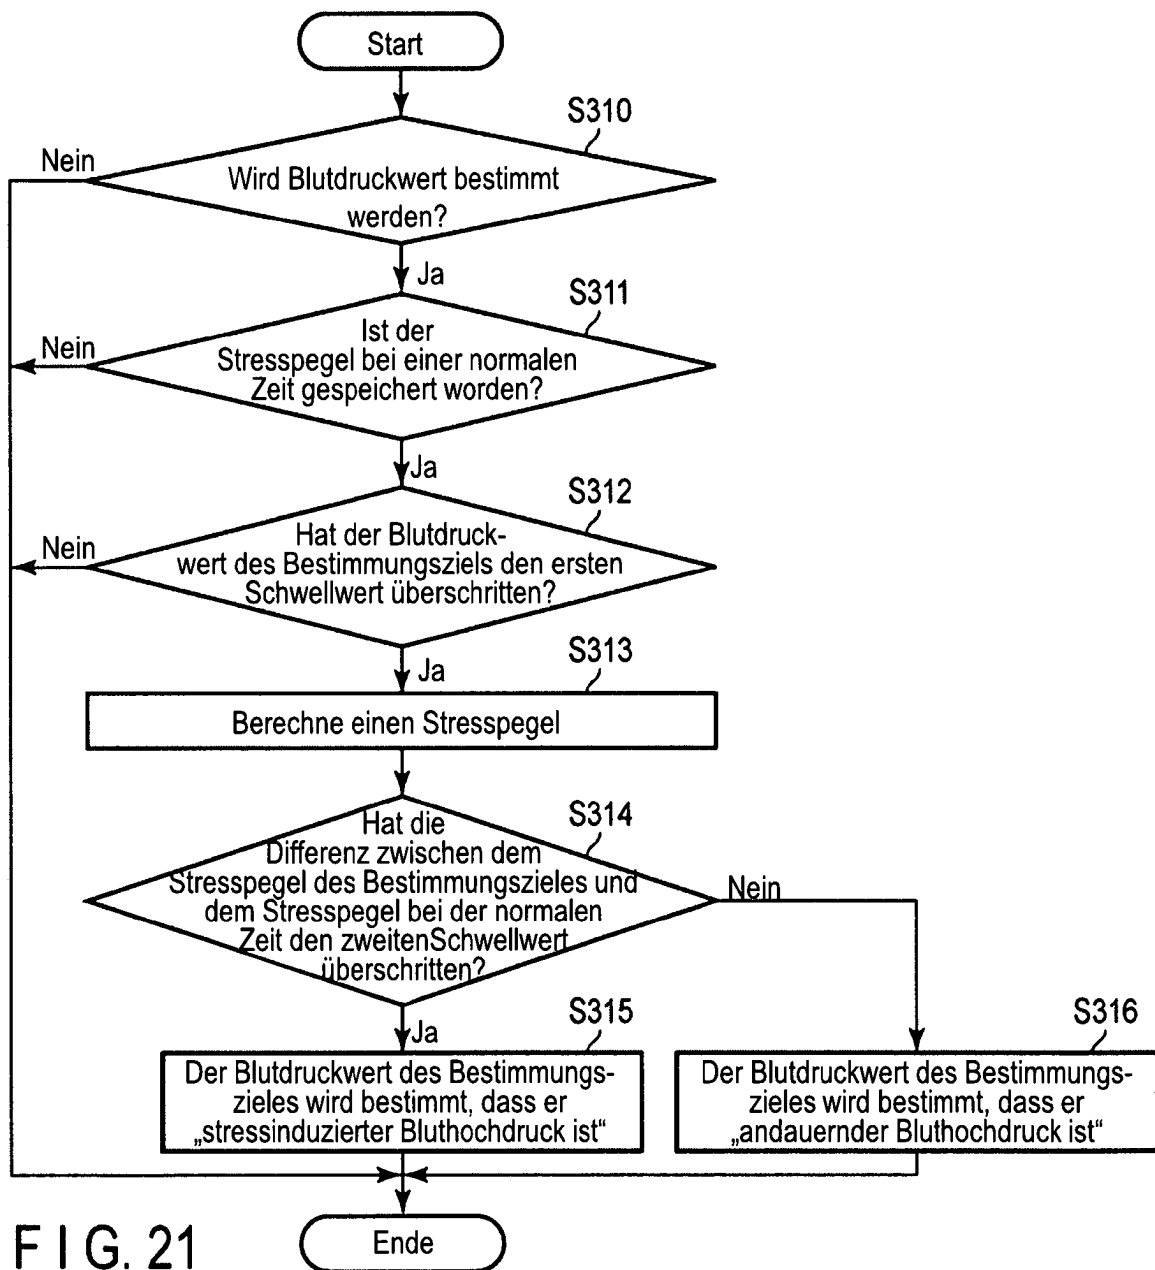 Start
S310
Nein
Wird Blutdruckwert bestimmt
werden?
Ja
S311
Nein
Ist der
Stresspegel bei einer normalen
Zeit gespeichert worden?
Ja
S312
Nein
Hat der Blutdruck-
wert des Bestimmungsziels den ersten
Schwellwert überschritten?
Ja
S313
Berechne einen Stresspegel
S314
Hat die
Differenz zwischen dem
Stresspegel des Bestimmungszieles und
dem Stresspegel bei der normalen
Zeit den zweitenSchwellwert
überschritten?
Nein
Ja
S315
Der Blutdruckwert des Bestimmungs-
zieles wird bestimmt, dass er
„stressinduzierter Bluthochdruck ist“
S316
Der Blutdruckwert des Bestimmungs-
zieles wird bestimmt, dass er
„andauernder Bluthochdruck ist“
Ende
FIG. 21